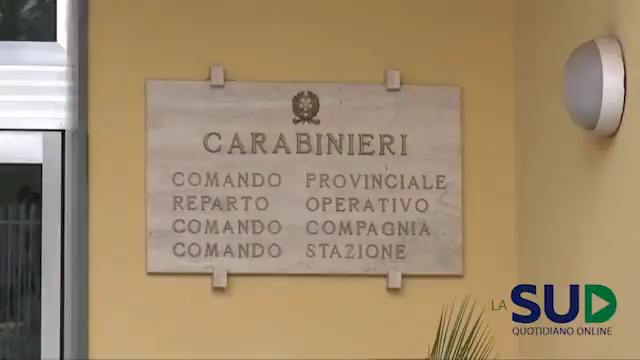 CARABINIERI
COMANDO PROVINCIALE
REPARTO OPERATIVO
COMANDO COMPAGNIA
COMANDO STAZIONE
LA SUD
QUOTIDIANO ONLINE